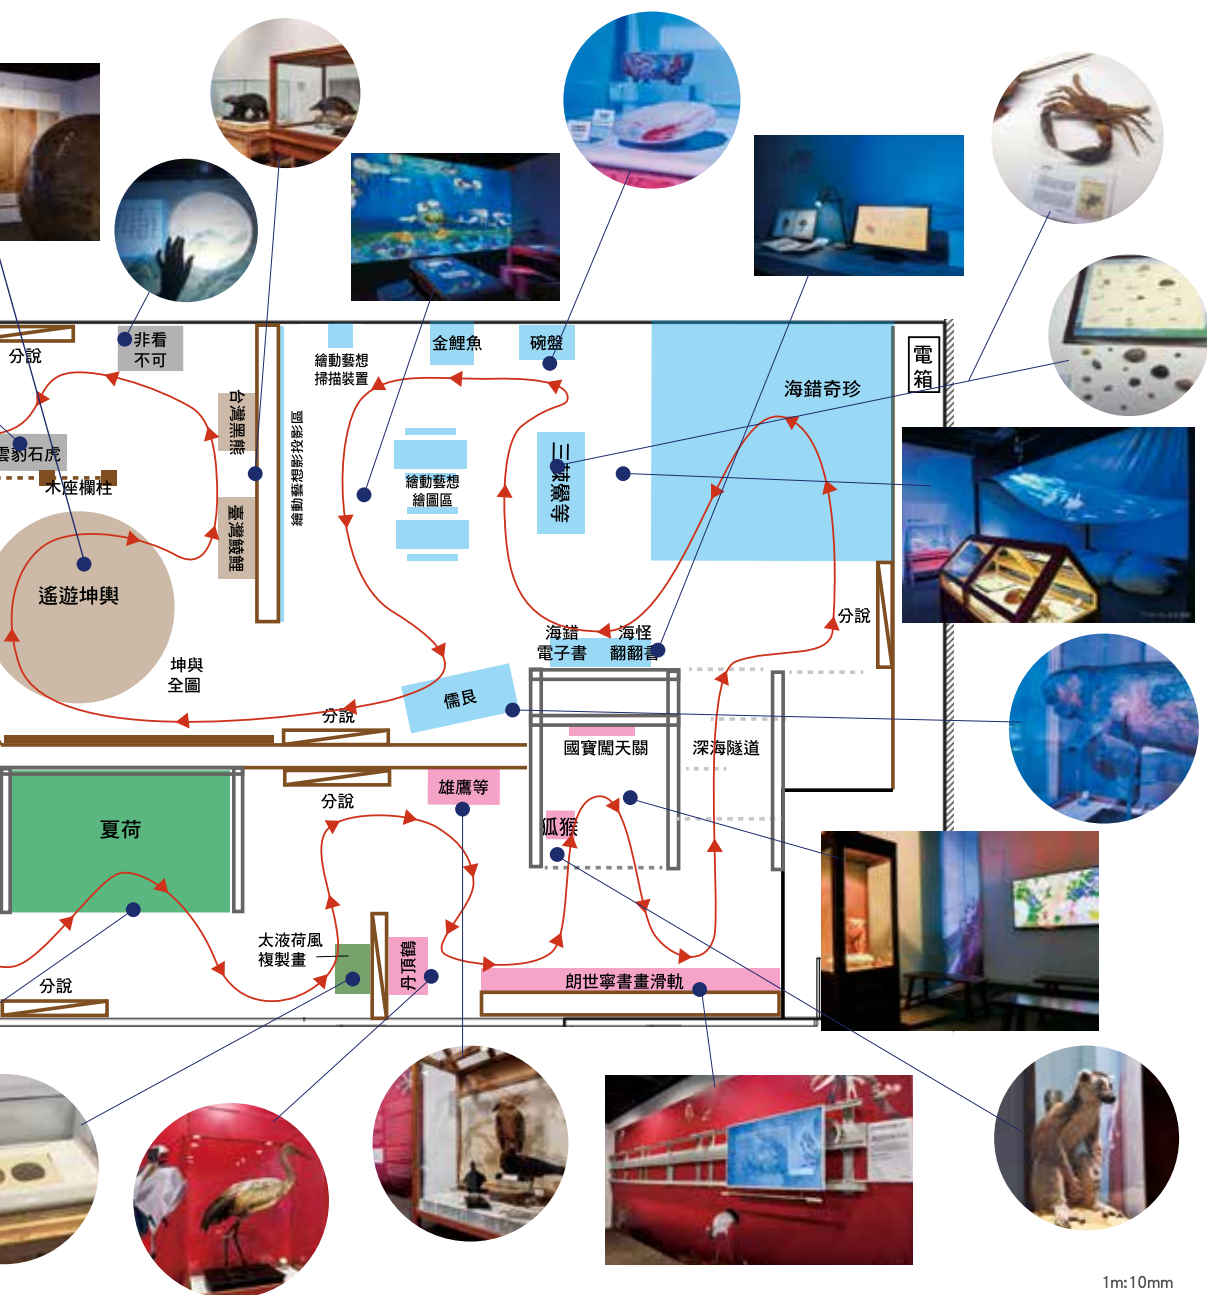 分說
非看
不可
繪動藝想
掃描裝置
金鯉魚
碗盤
海錯奇珍
電
箱
台灣黑熊
繪動藝想影投影區
雲豹石虎
木座欄柱
繪動藝想
繪圖區
臺灣鯪鯉
遨遊坤輿
坤輿
全圖
海錯
電子書
海怪
翻翻書
分說
儒艮
分說
國寶闖天關
深海隧道
雄鷹等
分說
夏荷
狐猴
太液荷風
複製畫
丹頂鶴
分說
朗世寧書畫滑軌
1m:10mm